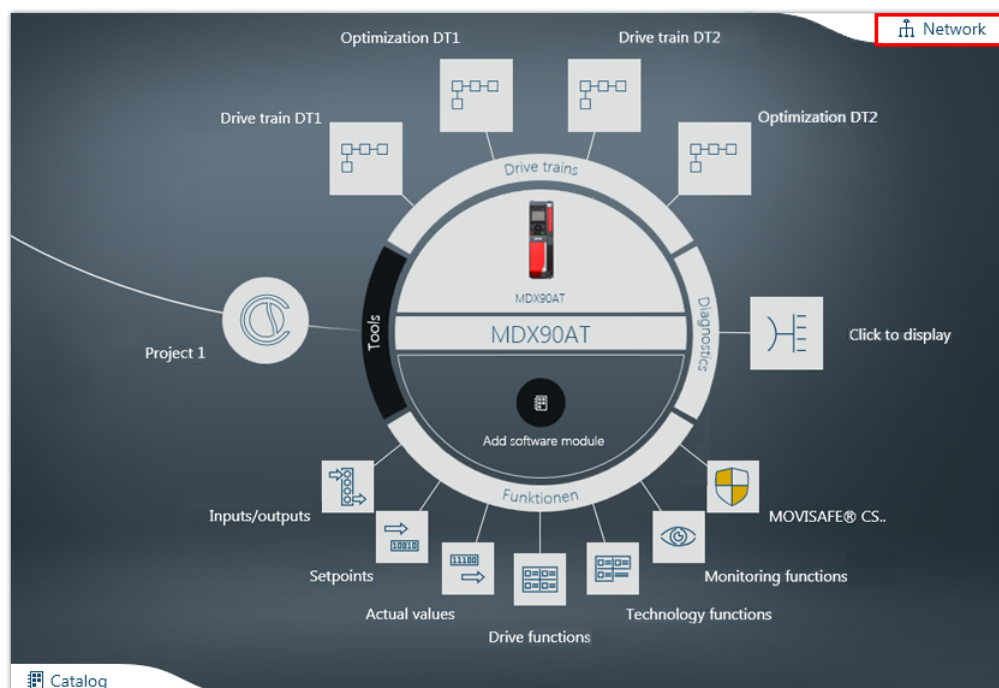 Network
Optimization DT1
Drive train DT2
Drive train DT1
Optimization DT2
Drive trains
MDX90AT
MDX90AT
Tools
Diagnostics
Click to display
Project 1
Add software module
Funktionen
Inputs/outputs
MOVISAFE® CS..
10010
Setpoints
11100
Monitoring functions
Actual values
Technology functions
Drive functions
Catalog